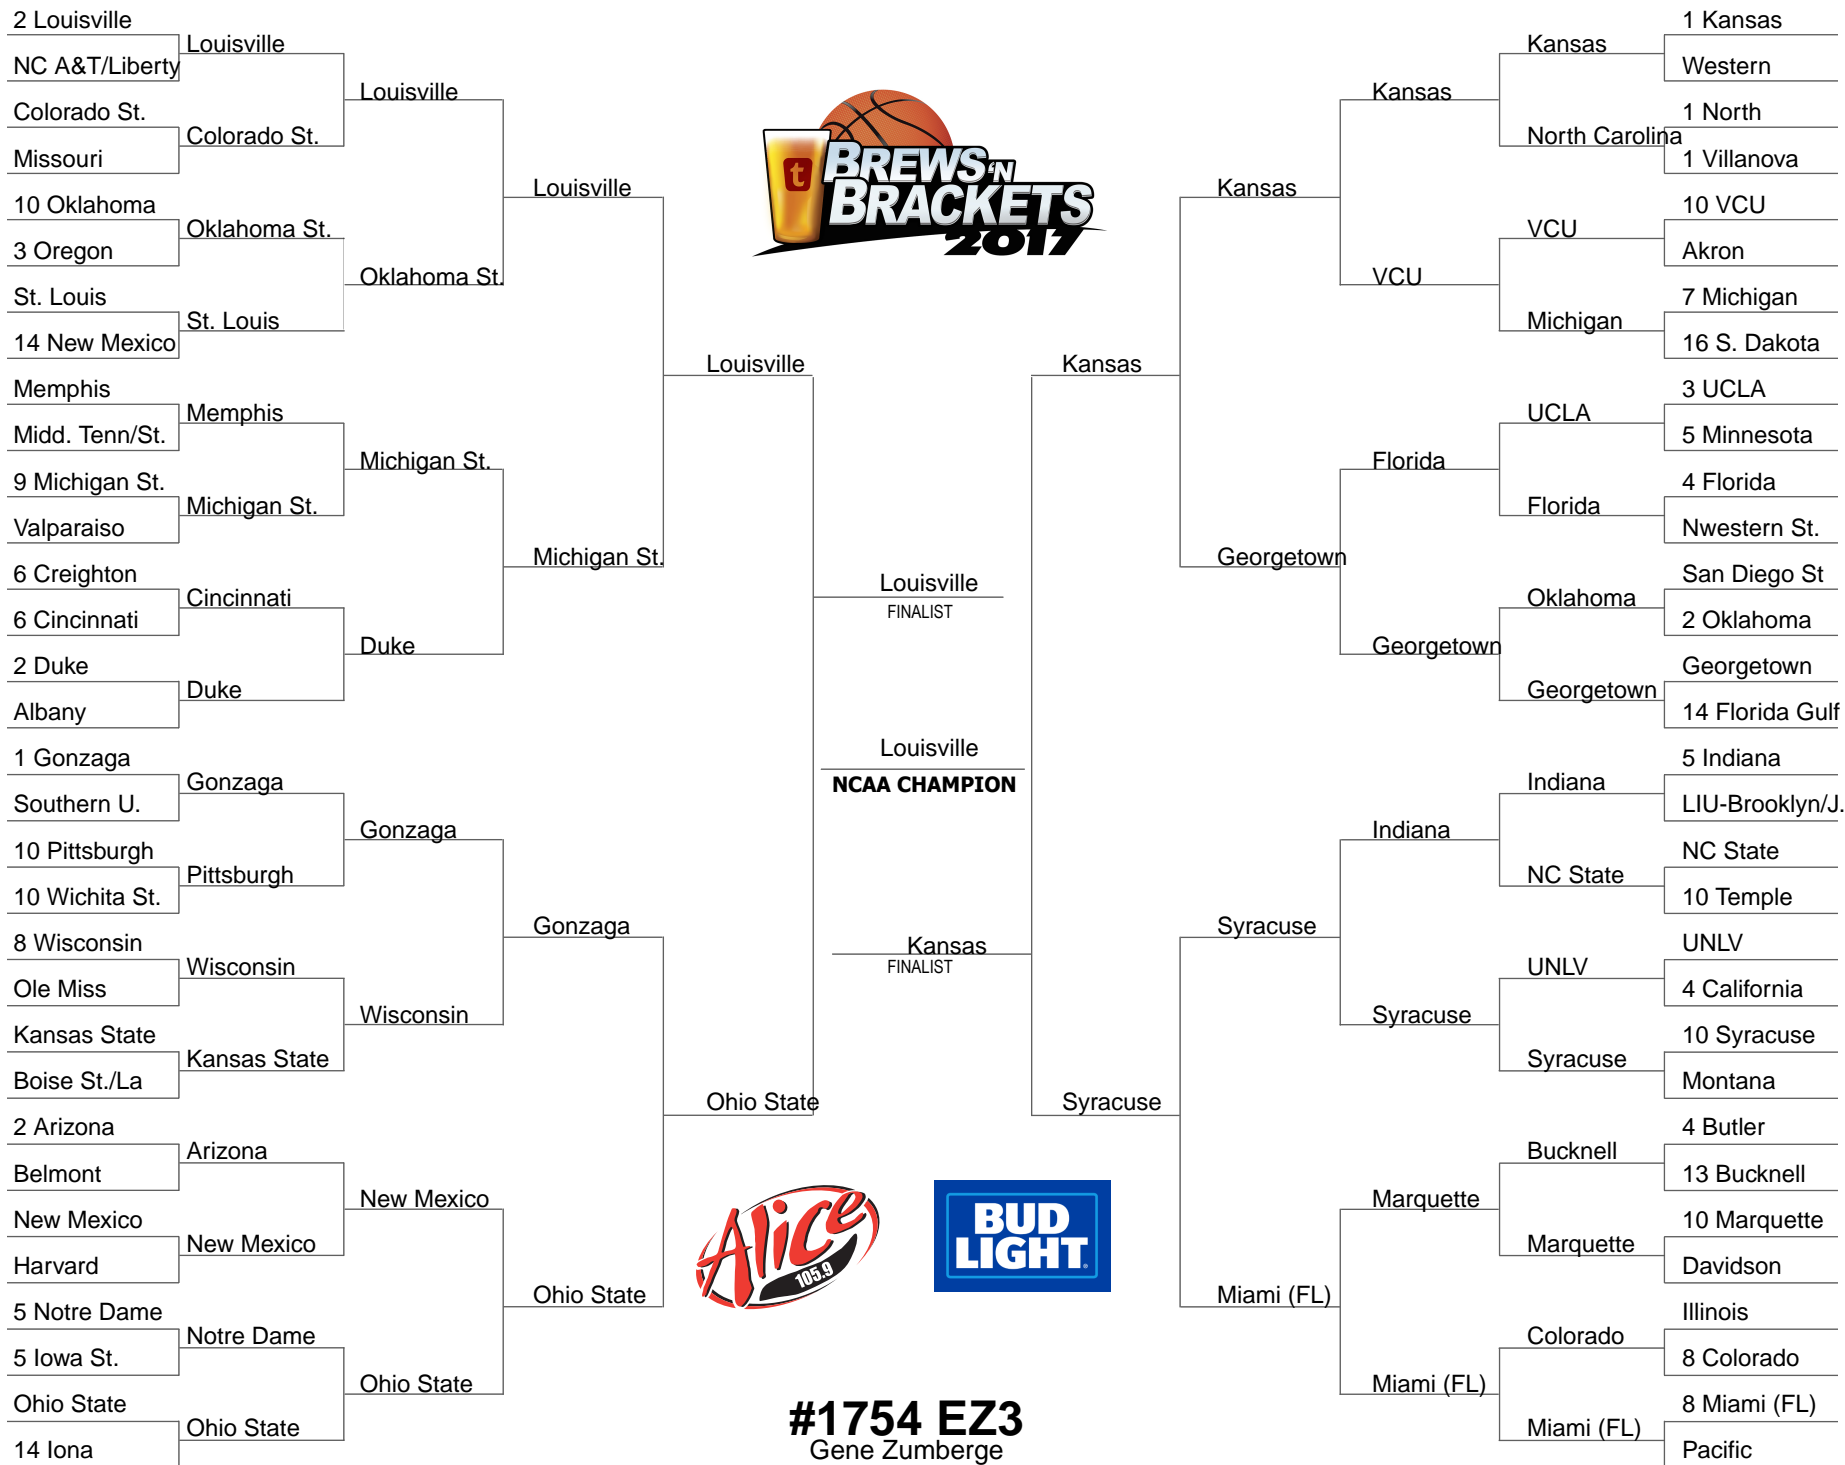 2 Louisville
NC A&T/Liberty
Colorado St.
Missouri
10 Oklahoma
3 Oregon
St. Louis
14 New Mexico
Memphis
Midd. Tenn/St.
9 Michigan St.
Valparaiso
6 Creighton
6 Cincinnati
2 Duke
Albany
1 Gonzaga
Southern U.
10 Pittsburgh
10 Wichita St.
8 Wisconsin
Ole Miss
Kansas State
Boise St./La
2 Arizona
Belmont
New Mexico
Harvard
5 Notre Dame
5 Iowa St.
Ohio State
14 Iona
Louisville
Colorado St.
Oklahoma St.
St. Louis
Memphis
Michigan St.
Cincinnati
Duke
Gonzaga
Pittsburgh
Wisconsin
Kansas State
Arizona
New Mexico
Notre Dame
Ohio State
Louisville
Oklahoma St.
Michigan St.
Duke
Gonzaga
Wisconsin
New Mexico
Ohio State
Louisville
Michigan St.
Gonzaga
Ohio State
Louisville
Ohio State
t
BREWS 'N
BRACKETS
2017
Louisville
FINALIST
Louisville
NCAA CHAMPION
Kansas
FINALIST
Alice
105.9
BUD
LIGHT
#1754 EZ3
Gene Zumberge
Kansas
Syracuse
Kansas
Georgetown
Syracuse
Miami (FL)
Kansas
VCU
Florida
Georgetown
Indiana
Syracuse
Marquette
Miami (FL)
Kansas
North Carolina
VCU
Michigan
UCLA
Florida
Oklahoma
Georgetown
Indiana
NC State
UNLV
Syracuse
Bucknell
Marquette
Colorado
Miami (FL)
1 Kansas
Western
1 North
1 Villanova
10 VCU
Akron
7 Michigan
16 S. Dakota
3 UCLA
5 Minnesota
4 Florida
Nwestern St.
San Diego St
2 Oklahoma
Georgetown
14 Florida Gulf
5 Indiana
LIU-Brooklyn/J.
NC State
10 Temple
UNLV
4 California
10 Syracuse
Montana
4 Butler
13 Bucknell
10 Marquette
Davidson
Illinois
8 Colorado
8 Miami (FL)
Pacific